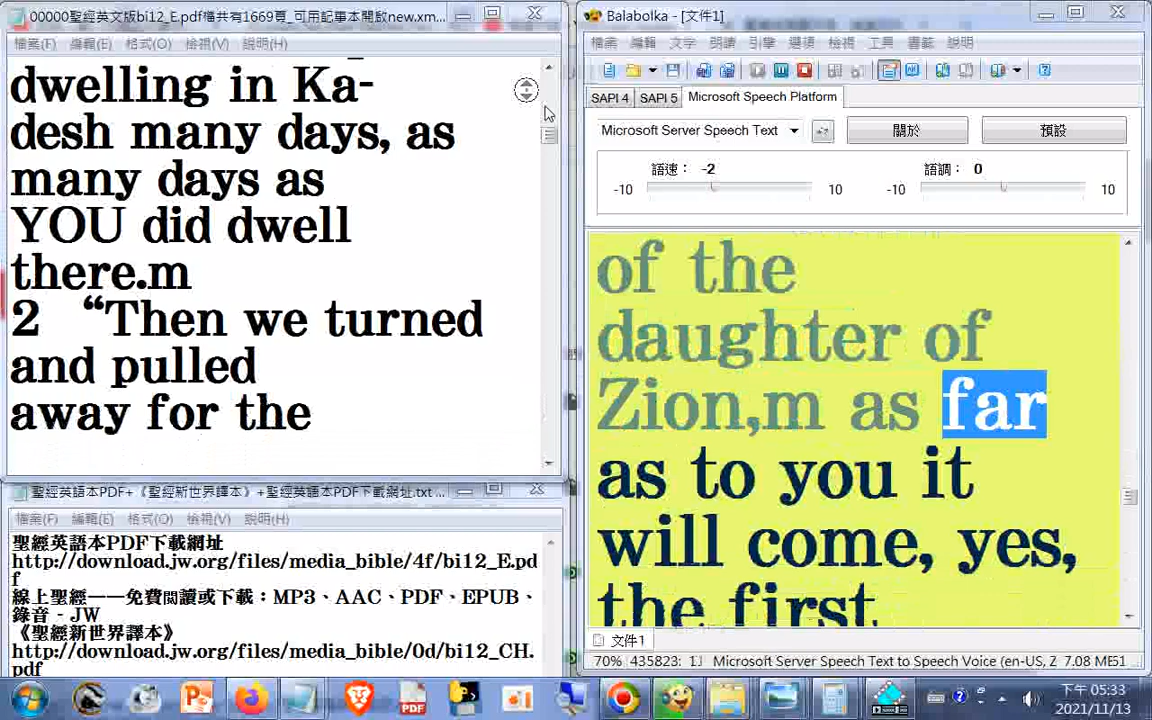 00000聖經英文版bi12_E.pdf檔共有1669頁_可用記事本開啟new.xm...
檔案(F) 編輯(E) 格式(O) 檢視(V) 說明(H)
dwelling in Ka-
desh many days, as
many days as
YOU did dwell
there.m
2 “Then we turned
and pulled
away for the
聖經英語本PDF+《聖經新世界譯本》+聖經英語本PDF下載網址.txt ...
檔案(F) 編輯(E) 格式(O) 檢視(V) 說明(H)
聖經英語本PDF下載網址
http://download.jw.org/files/media_bible/4f/bi12_E.pd
f
線上聖經——免費閱讀或下載：MP3、AAC、PDF、EPUB、
錄音 - JW
《聖經新世界譯本》
http://download.jw.org/files/media_bible/0d/bi12_CH.
pdf
Balabolka - [文件1]
檔案 編輯 文字 朗讀 引擎 選項 檢視 工具 書籤 說明
SAPI 4 SAPI 5 Microsoft Speech Platform
Microsoft Server Speech Text 關於 預設
語速： -2 語調： 0
-10 10 -10 10
of the
daughter of
Zion,m as far
as to you it
will come, yes,
the first
文件1
70% 435823: 1 Microsoft Server Speech Text to Speech Voice (en-US, Z 7.08 ME51
PDF
下午 05:33
2021/11/13